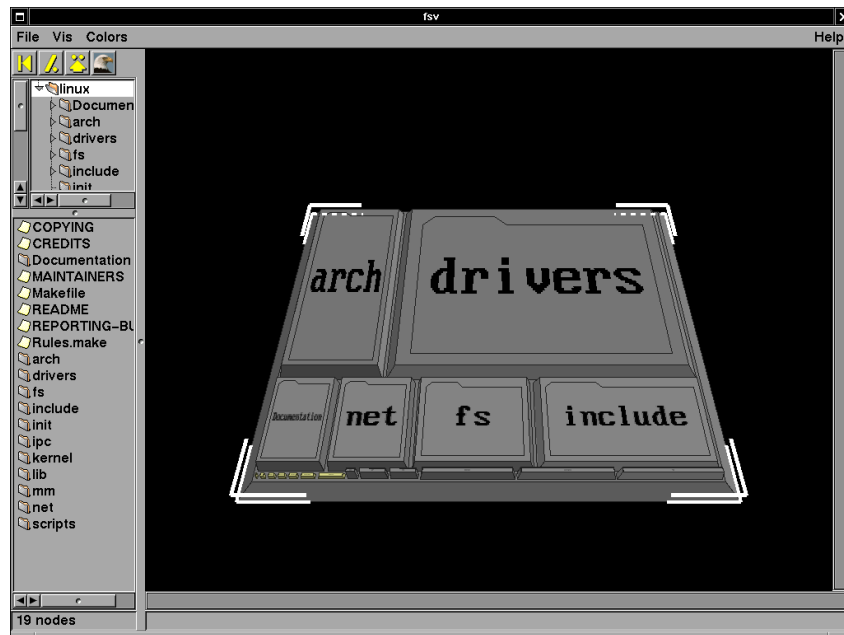 fsv
File Vis Colors Help
linux
Documen
arch
drivers
fs
include
init
COPYING
CREDITS
Documentation
MAINTAINERS
Makefile
README
REPORTING-BU
Rules.make
arch
drivers
fs
include
init
ipc
kernel
lib
mm
net
scripts
19 nodes
arch drivers
Documentation net fs include